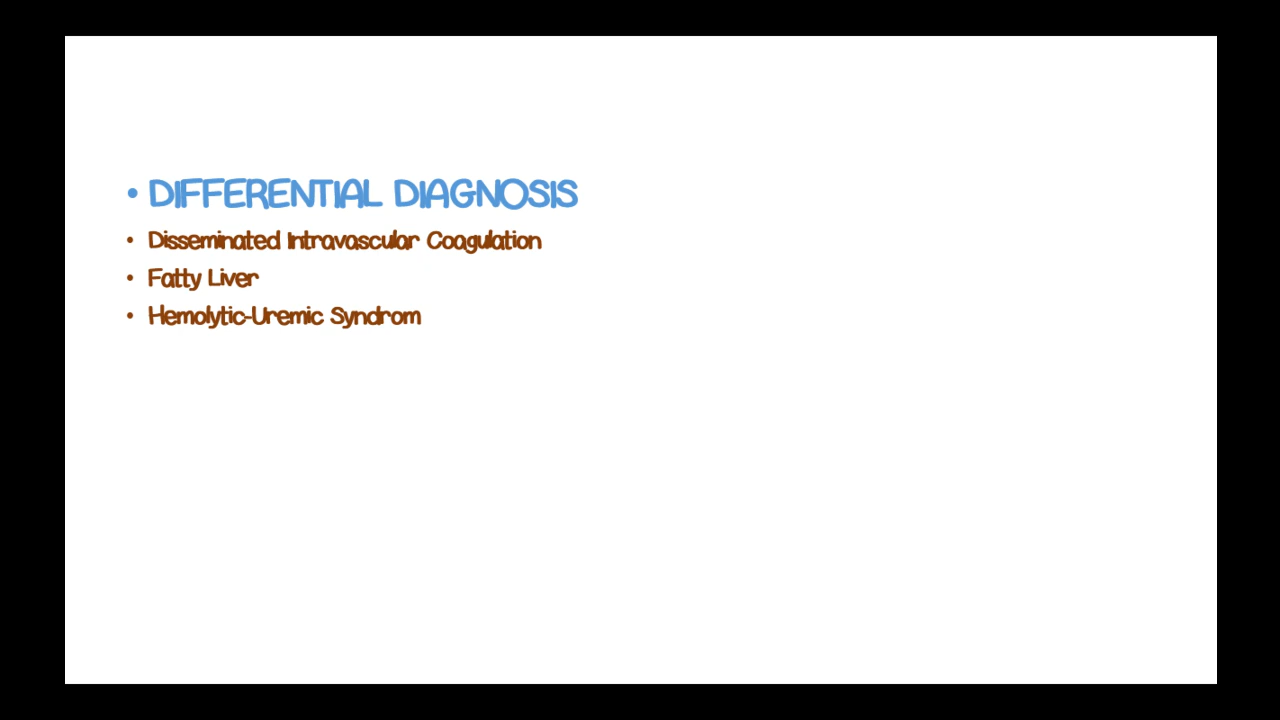 • DIFFERENTIAL DIAGNOSIS
• Disseminated Intravascular Coagulation
• Fatty Liver
• Hemolytic-Uremic Syndrom